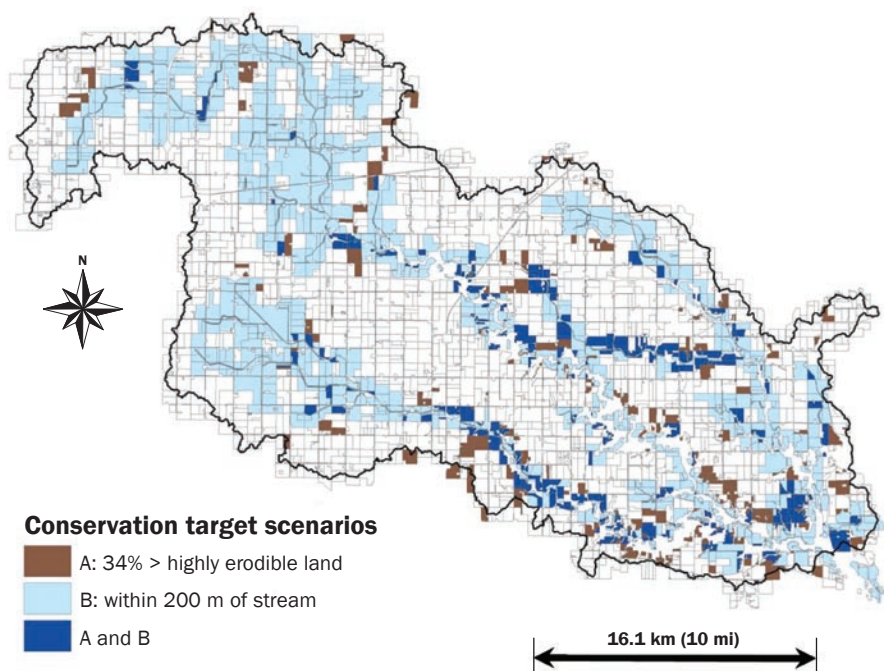 N
Conservation target scenarios
A: 34% > highly erodible land
B: within 200 m of stream
A and B
16.1 km (10 mi)